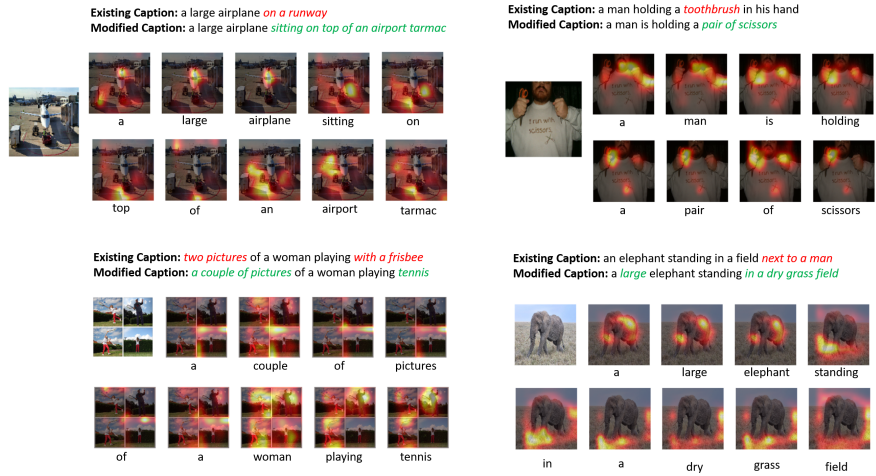 Existing Caption: a large airplane on a runway
Modified Caption: a large airplane sitting on top of an airport tarmac
a large airplane sitting on
top of an airport tarmac
Existing Caption: a man holding a toothbrush in his hand
Modified Caption: a man is holding a pair of scissors
a man is holding
a pair of scissors
Existing Caption: two pictures of a woman playing with a frisbee
Modified Caption: a couple of pictures of a woman playing tennis
a couple of pictures
of a woman playing tennis
Existing Caption: an elephant standing in a field next to a man
Modified Caption: a large elephant standing in a dry grass field
a large elephant standing
in a dry grass field